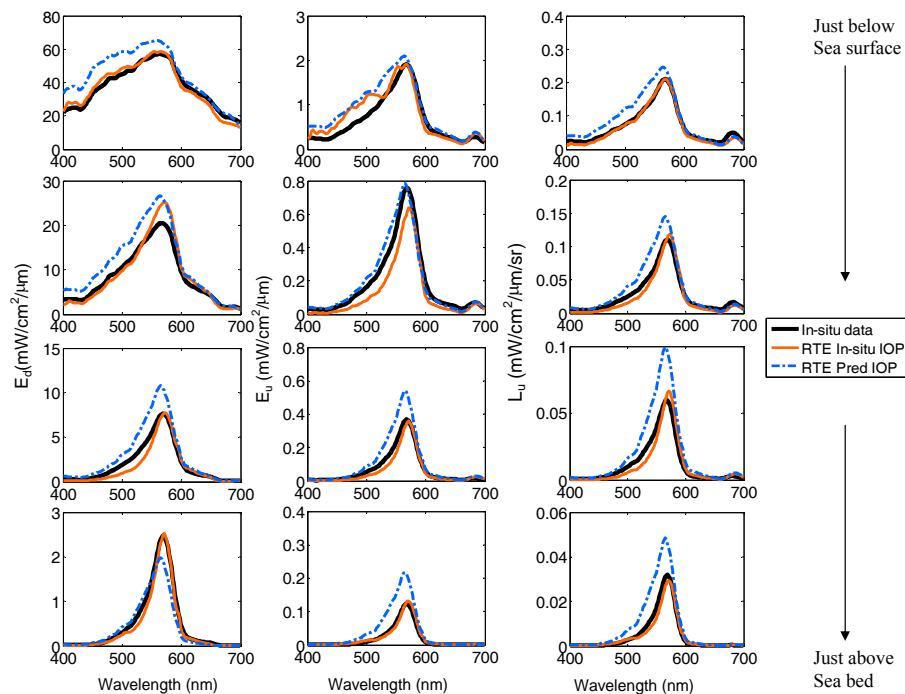 80
60
40
20
0
400 500 600 700
3
2
1
0
400 500 600 700
0.4
0.3
0.2
0.1
0
400 500 600 700
Just below
Sea surface
30
20
10
0
400 500 600 700
0.8
0.6
0.4
0.2
0
400 500 600 700
0.2
0.15
0.1
0.05
0
400 500 600 700
E_d(mW/cm²/µm)
E_u (mW/cm²/µm)
L_u (mW/cm²/µm/sr)
In-situ data
RTE In-situ IOP
RTE Pred IOP
15
10
5
0
400 500 600 700
0.8
0.6
0.4
0.2
0
400 500 600 700
0.1
0.05
0
400 500 600 700
3
2
1
0
400 500 600 700
0.4
0.3
0.2
0.1
0
400 500 600 700
0.06
0.04
0.02
0
400 500 600 700
Wavelength (nm)
Wavelength (nm)
Wavelength (nm)
Just above
Sea bed